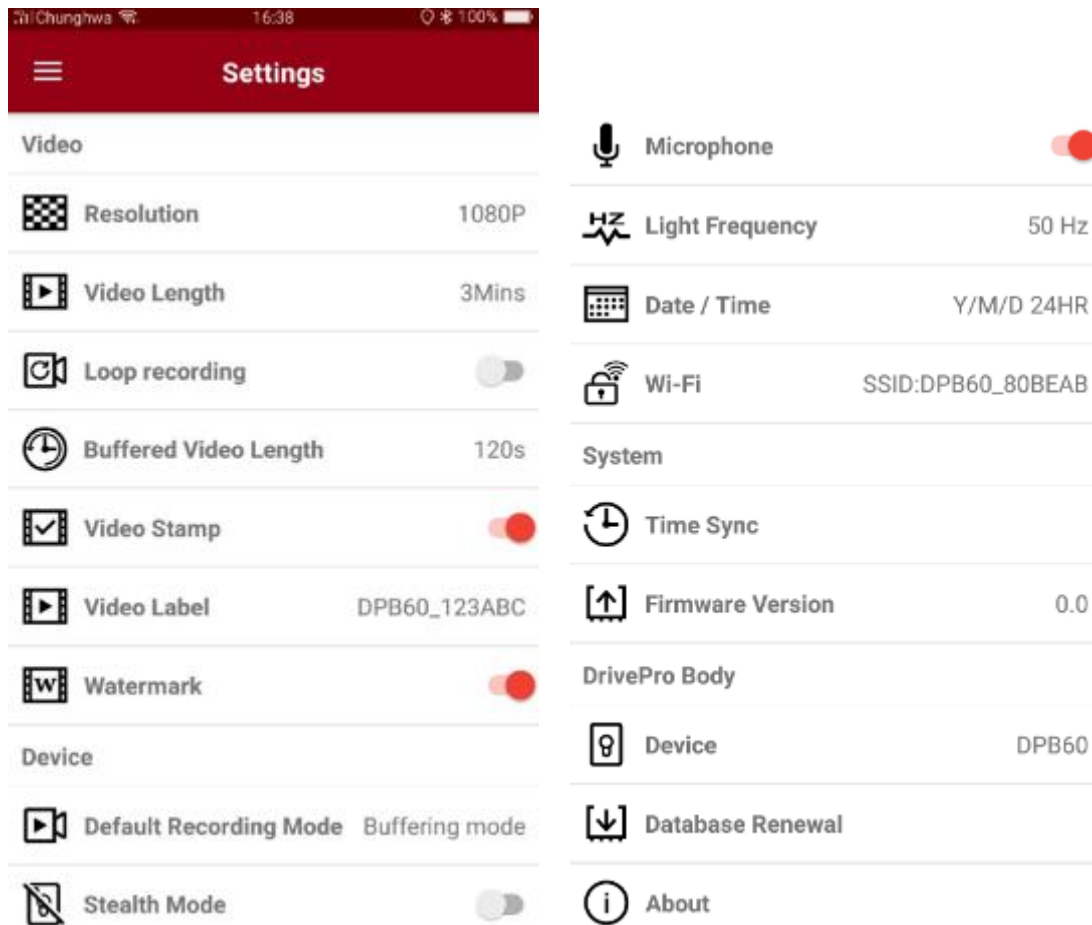 Chunghwa 16:38 100%
Settings
Video
Resolution 1080P
Video Length 3Mins
Loop recording
Buffered Video Length 120s
Video Stamp
Video Label DPB60_123ABC
W Watermark
Device
Default Recording Mode Buffering mode
Stealth Mode
Microphone
HZ Light Frequency 50 Hz
Date / Time Y/M/D 24HR
Wi-Fi SSID:DPB60_80BEAB
System
Time Sync
Firmware Version 0.0
DrivePro Body
Device DPB60
Database Renewal
i About